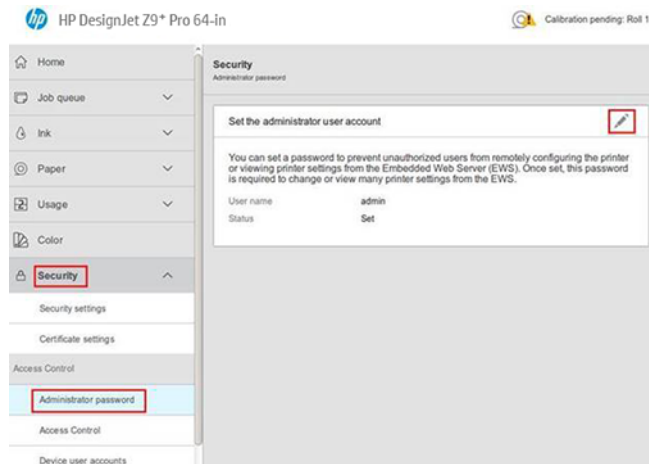 hp HP DesignJet Z9⁺ Pro 64-in
Calibration pending: Roll 1
Home
Job queue
Ink
Paper
Usage
Color
Security
Security settings
Certificate settings
Access Control
Administrator password
Access Control
Device user accounts
Security
Administrator password
Set the administrator user account
You can set a password to prevent unauthorized users from remotely configuring the printer
or viewing printer settings from the Embedded Web Server (EWS). Once set, this password
is required to change or view many printer settings from the EWS.
User name admin
Status Set